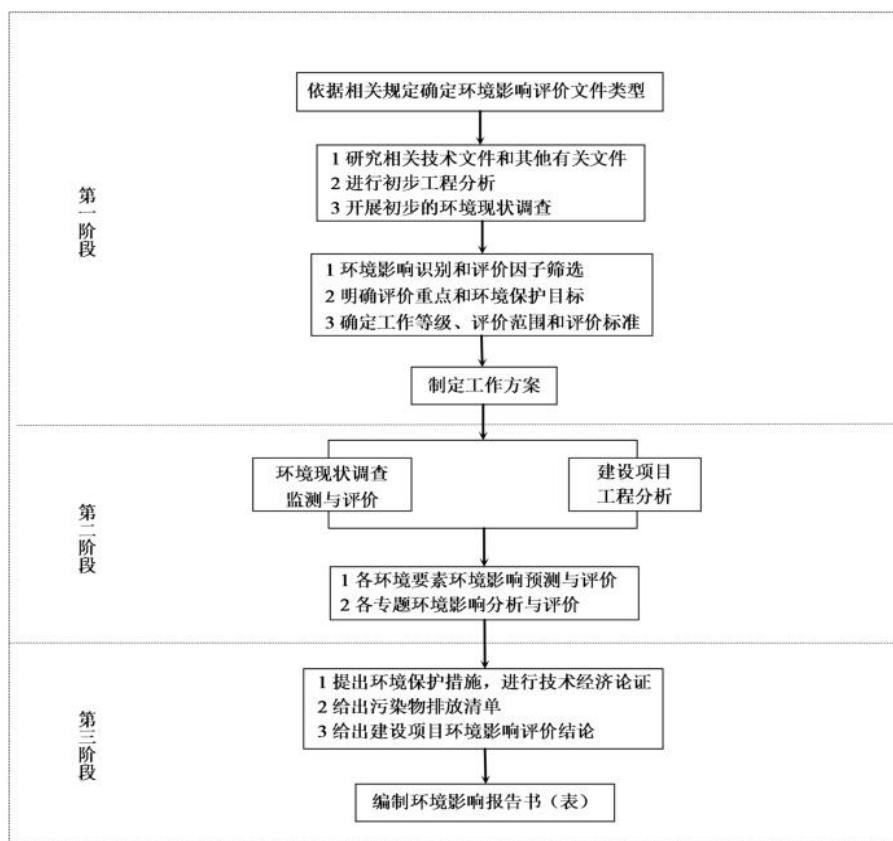 依据相关规定确定环境影响评价文件类型
1 研究相关技术文件和其他有关文件
2 进行初步工程分析
3 开展初步的环境现状调查
第一阶段
1 环境影响识别和评价因子筛选
2 明确评价重点和环境保护目标
3 确定工作等级、评价范围和评价标准
制定工作方案
第二阶段
环境现状调查
监测与评价
建设项目
工程分析
1 各环境要素环境影响预测与评价
2 各专题环境影响分析与评价
第三阶段
1 提出环境保护措施，进行技术经济论证
2 给出污染物排放清单
3 给出建设项目环境影响评价结论
编制环境影响报告书（表）